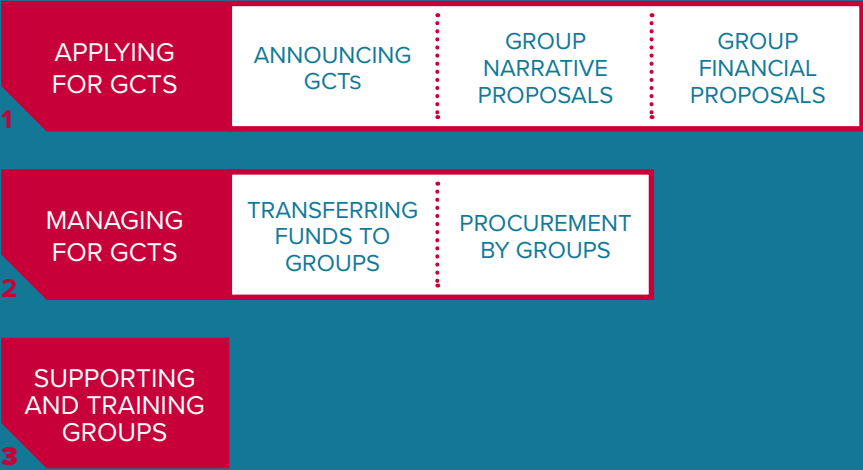 APPLYING
FOR GCTS
1
ANNOUNCING
GCTs
GROUP
NARRATIVE
PROPOSALS
GROUP
FINANCIAL
PROPOSALS
MANAGING
FOR GCTS
2
TRANSFERRING
FUNDS TO
GROUPS
PROCUREMENT
BY GROUPS
SUPPORTING
AND TRAINING
GROUPS
3